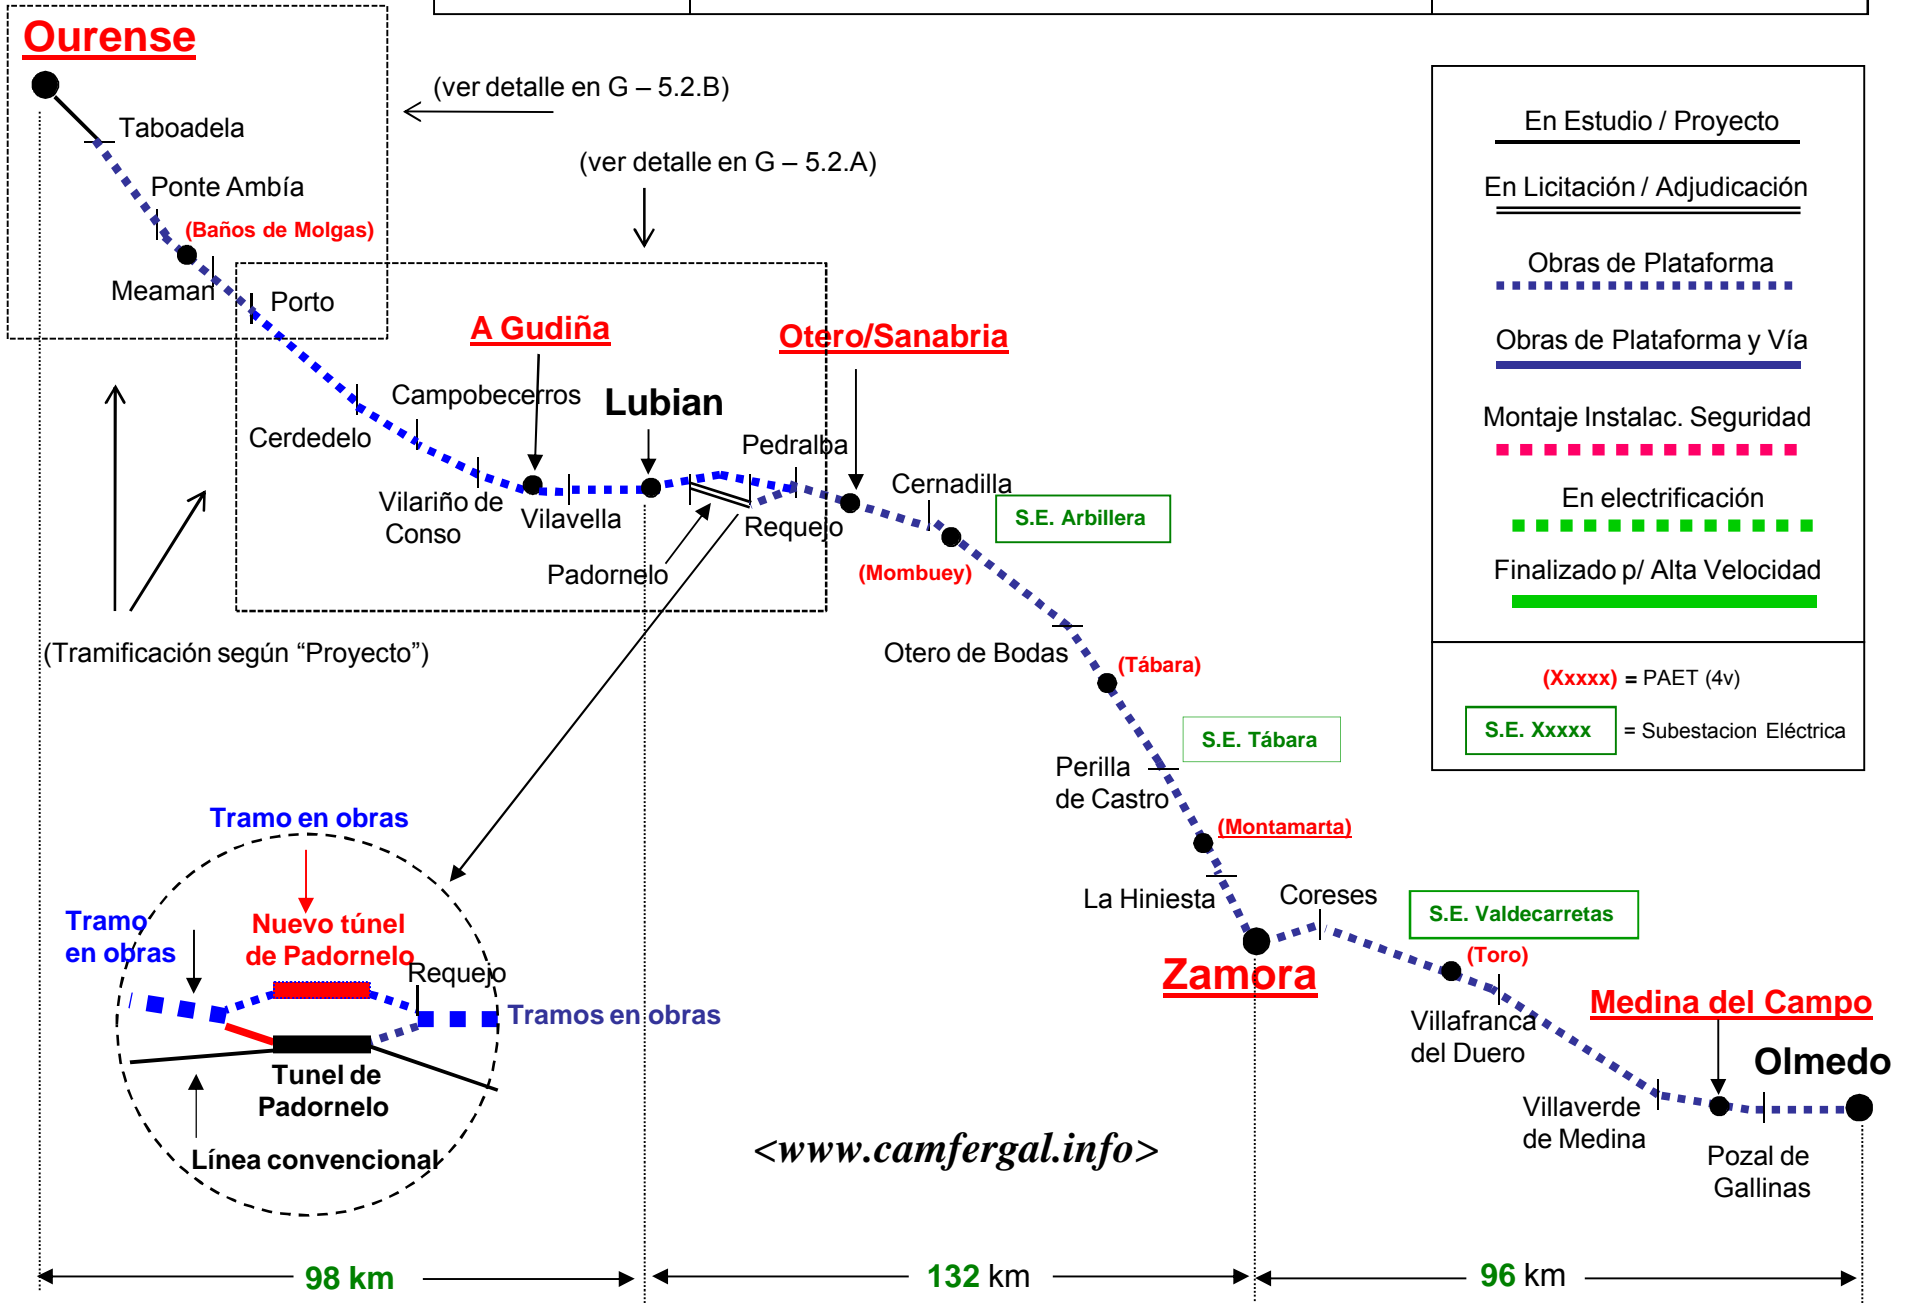 Ourense
(ver detalle en G – 5.2.B)
Taboadela
(ver detalle en G – 5.2.A)
Ponte Ambía
(Baños de Molgas)
Meaman
Porto
A Gudiña
Otero/Sanabria
Campobecerros
Lubian
Cerdedelo
Pedralba
Vilariño de
Conso
Vilavella
Requejo
Cernadilla
S.E. Arbillera
Padornelo
(Mombuey)
(Tramificación según “Proyecto”)
Otero de Bodas
(Tábara)
S.E. Tábara
Perilla
de Castro
(Montamarta)
La Hiniesta
Coreses
S.E. Valdecarretas
(Toro)
Zamora
Villafranca
del Duero
Medina del Campo
Olmedo
Villaverde
de Medina
Pozal de
Gallinas
En Estudio / Proyecto
En Licitación / Adjudicación
Obras de Plataforma
Obras de Plataforma y Vía
Montaje Instalac. Seguridad
En electrificación
Finalizado p/ Alta Velocidad
(Xxxxx) = PAET (4v)
S.E. Xxxxx = Subestacion Eléctrica
Tramo en obras
Tramo
en obras
Nuevo túnel
de Padornelo
Requejo
Tramos en obras
Tunel de
Padornelo
Línea convencional
<www.camfergal.info>
98 km
132 km
96 km